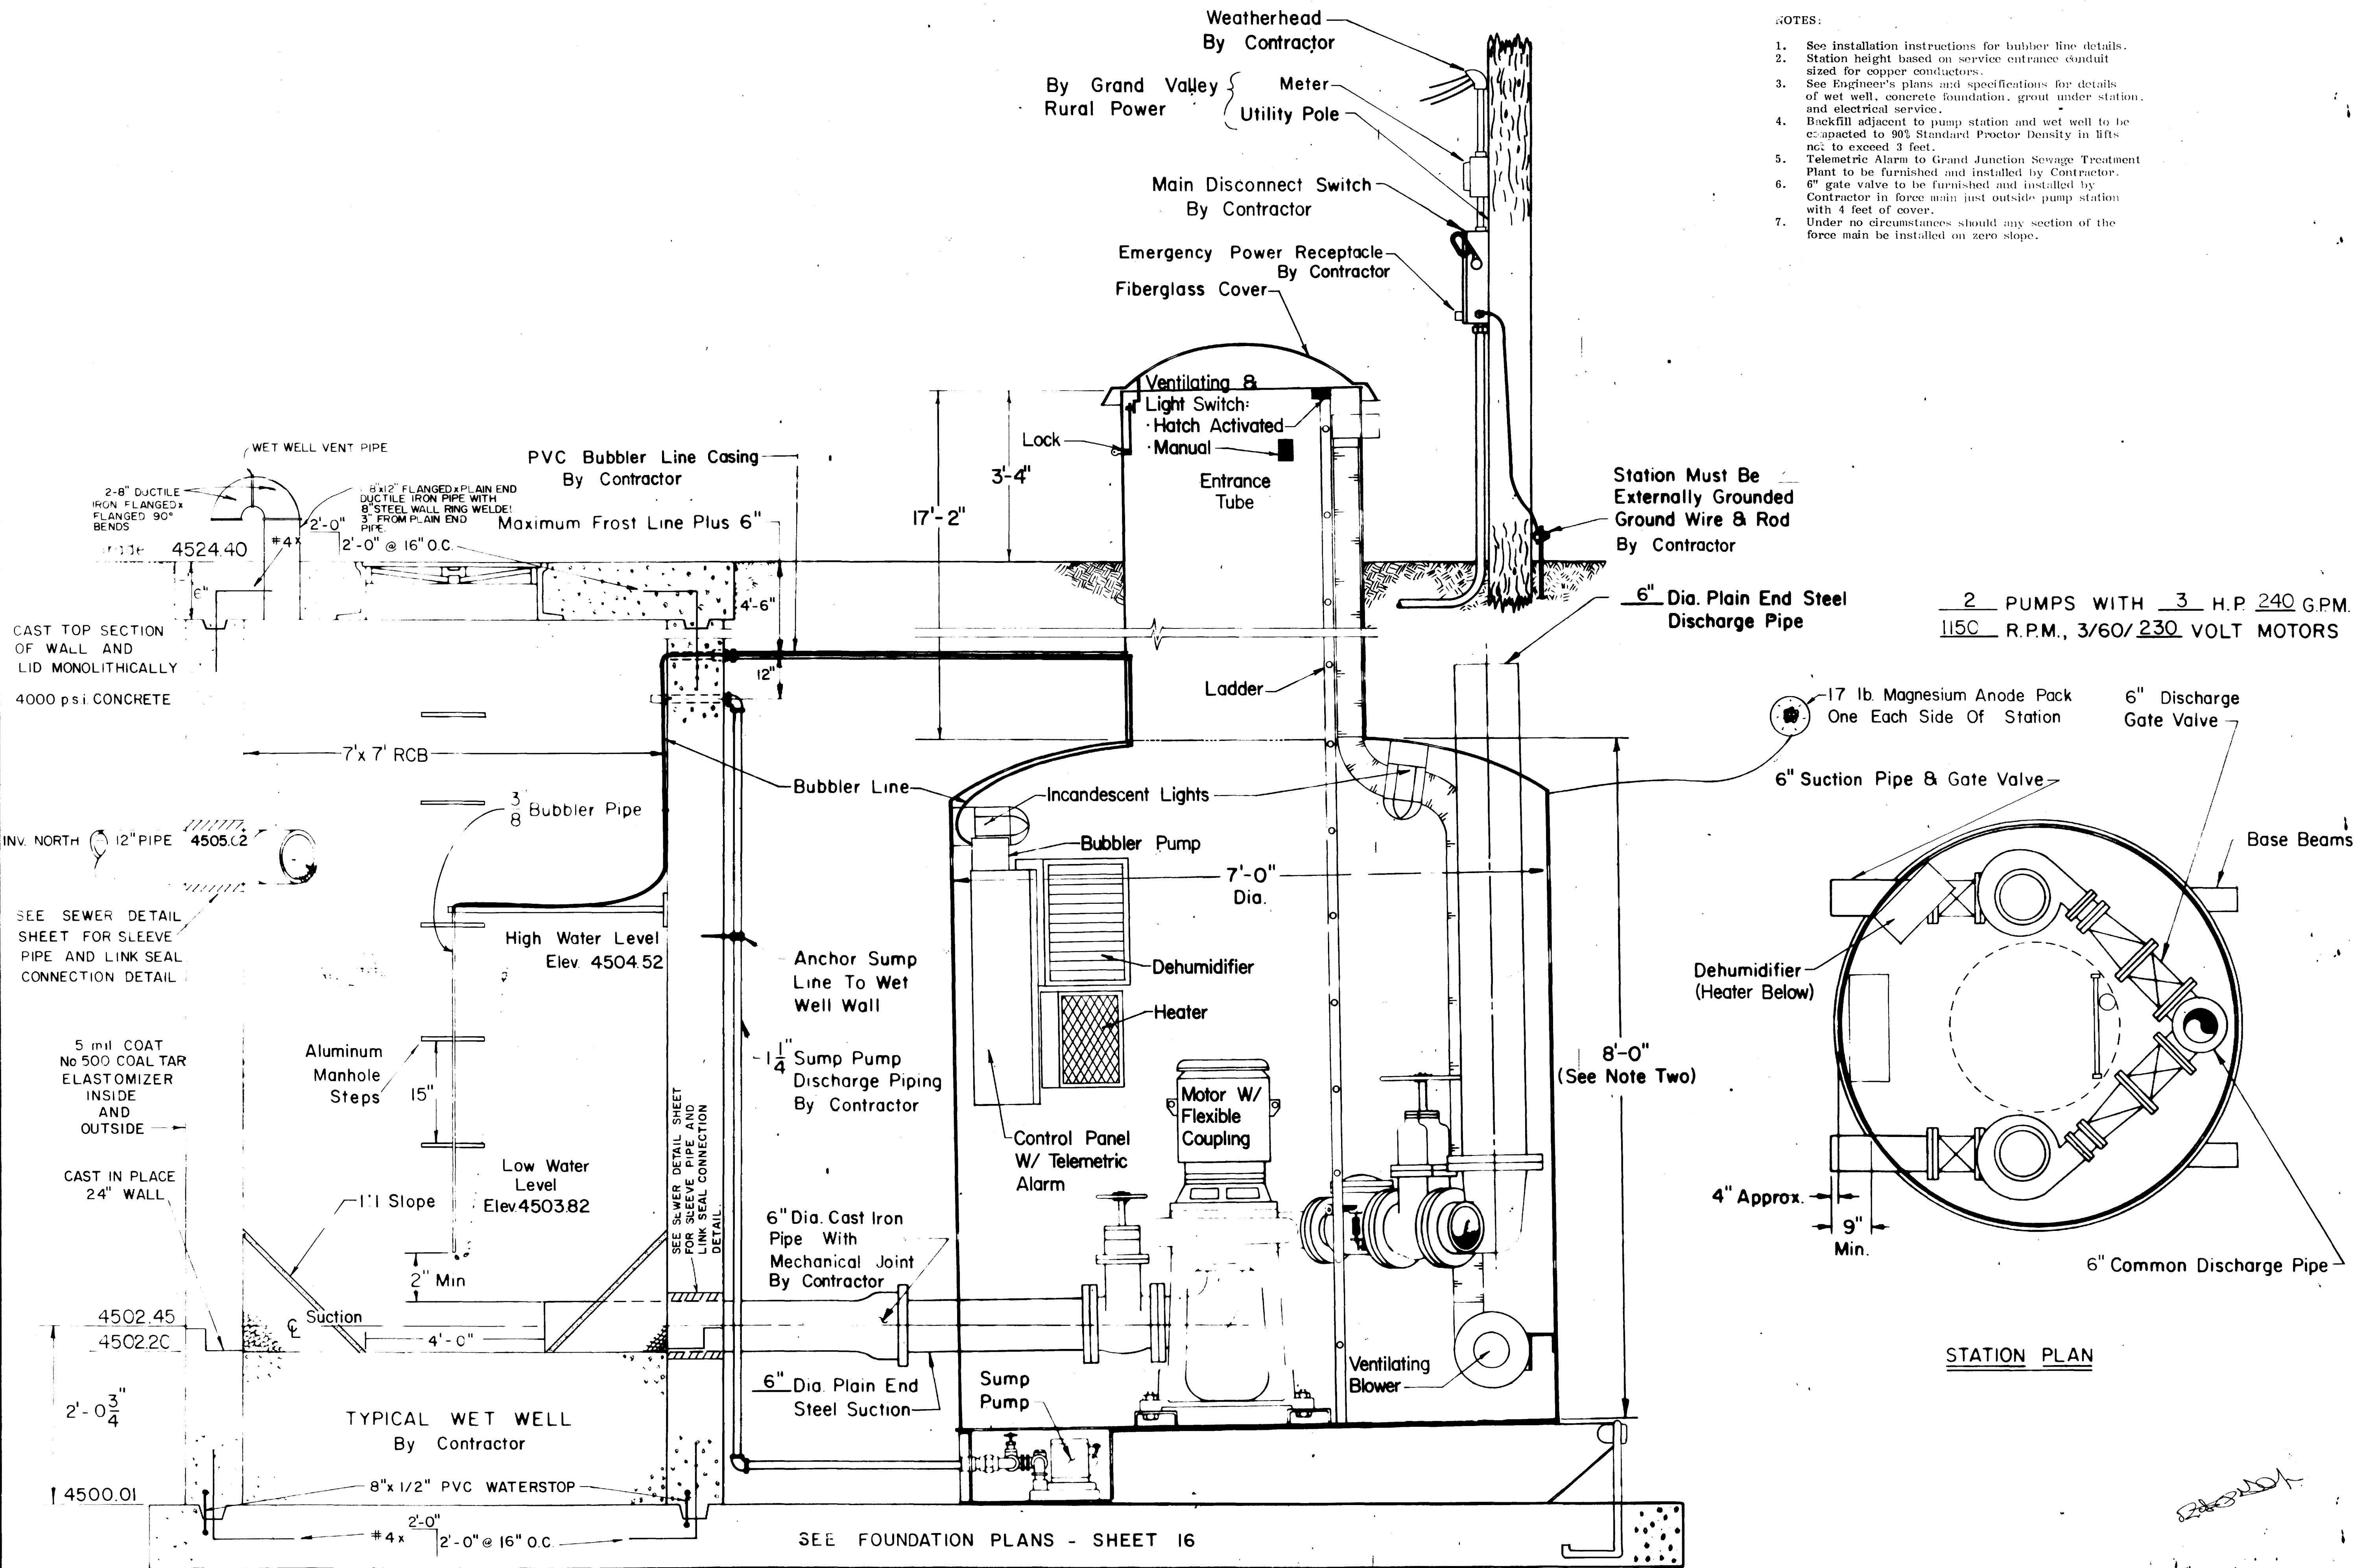 NOTES:
1. See installation instructions for bubber line details.
2. Station height based on service entrance conduit
sized for copper conductors.
3. See Engineer's plans and specifications for details
of wet well, concrete foundation, grout under station,
and electrical service.
4. Backfill adjacent to pump station and wet well to be
compacted to 90% Standard Proctor Density in lifts
not to exceed 3 feet.
5. Telemetric Alarm to Grand Junction Sewage Treatment
Plant to be furnished and installed by Contractor.
6. 6" gate valve to be furnished and installed by
Contractor in force main just outside pump station
with 4 feet of cover.
7. Under no circumstances should any section of the
force main be installed on zero slope.
Weatherhead
By Contractor
By Grand Valley
Rural Power
Meter
Utility Pole
Main Disconnect Switch
By Contractor
Emergency Power Receptacle
By Contractor
Fiberglass Cover
Ventilating &
Light Switch:
· Hatch Activated
· Manual
Lock
Entrance
Tube
3'-4"
17'-2"
WET WELL VENT PIPE
2-8" DUCTILE
IRON FLANGED x
FLANGED 90°
BENDS
8"x12" FLANGED x PLAIN END
DUCTILE IRON PIPE WITH
8" STEEL WALL RING WELDE
3" FROM PLAIN END
PIPE.
PVC Bubbler Line Casing
By Contractor
Maximum Frost Line Plus 6"
4524.40
#4 x
2'-0"
2'-0" @ 16" O.C.
6"
4'-6"
12"
CAST TOP SECTION
OF WALL AND
LID MONOLITHICALLY
4000 psi. CONCRETE
7' x 7' RCB
Bubbler Line
3/8 Bubbler Pipe
INV. NORTH
12" PIPE
4505.02
SEE SEWER DETAIL
SHEET FOR SLEEVE
PIPE AND LINK SEAL
CONNECTION DETAIL
High Water Level
Elev. 4504.52
5 mil COAT
No 500 COAL TAR
ELASTOMIZER
INSIDE
AND
OUTSIDE
Aluminum
Manhole
Steps
15"
CAST IN PLACE
24" WALL
1:1 Slope
Low Water
Level
Elev. 4503.82
2" Min
4502.45
4502.20
℄ Suction
4'-0"
2'-0 3/4"
TYPICAL WET WELL
By Contractor
8" x 1/2" PVC WATERSTOP
4500.01
#4 x
2'-0"
2'-0" @ 16" O.C.
SEE SEWER DETAIL SHEET
FOR SLEEVE PIPE AND
LINK SEAL CONNECTION
DETAIL.
Anchor Sump
Line To Wet
Well Wall
1 1/4" Sump Pump
Discharge Piping
By Contractor
6" Dia. Cast Iron
Pipe With
Mechanical Joint
By Contractor
6" Dia. Plain End
Steel Suction
Incandescent Lights
Bubbler Pump
7'-0"
Dia.
Dehumidifier
Heater
Control Panel
W/ Telemetric
Alarm
Motor W/
Flexible
Coupling
Sump
Pump
Ventilating
Blower
Ladder
SEE FOUNDATION PLANS - SHEET 16
Station Must Be
Externally Grounded
Ground Wire & Rod
By Contractor
6" Dia. Plain End Steel
Discharge Pipe
8'-0"
(See Note Two)
2 PUMPS WITH 3 H.P. 240 G.P.M.
1150 R.P.M., 3/60/ 230 VOLT MOTORS
17 lb. Magnesium Anode Pack
One Each Side Of Station
6" Discharge
Gate Valve
6" Suction Pipe & Gate Valve
Base Beams
Dehumidifier
(Heater Below)
4" Approx.
9"
Min.
6" Common Discharge Pipe
STATION PLAN